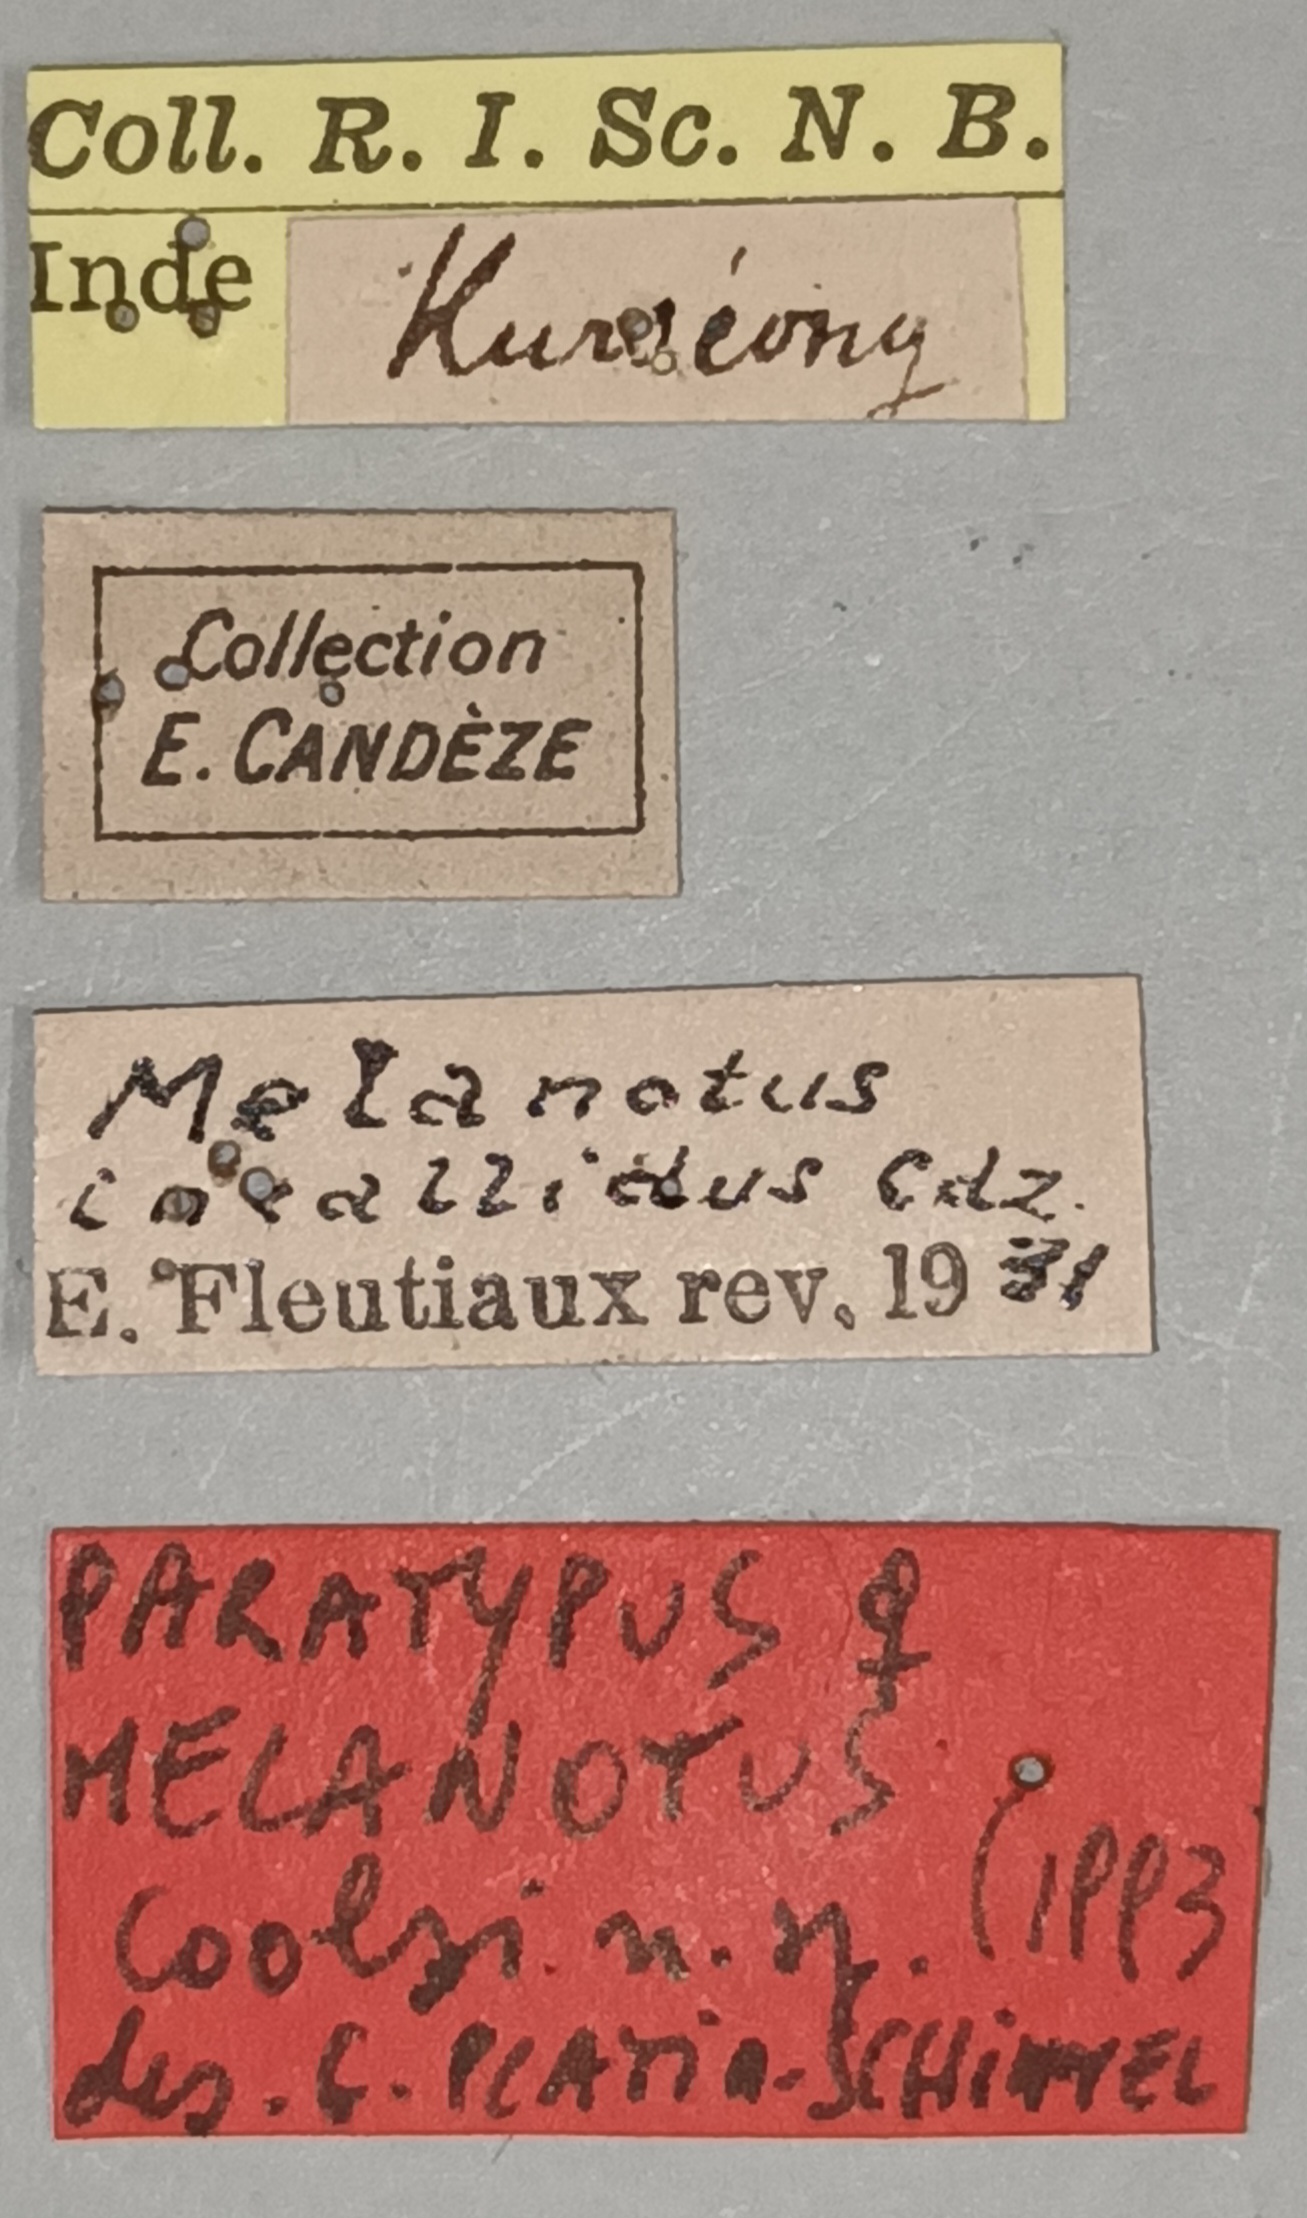 Coll. R. I. Sc. N. B.
Inde Kurséong
Collection
E. CANDÈZE
Melanotus
incallidus Cdz.
E. Fleutiaux rev. 1931
PARATYPUS ♀
MELANOTUS
Coolsi n. sp. (1993
des. G. PLATIA-SCHIMMEL